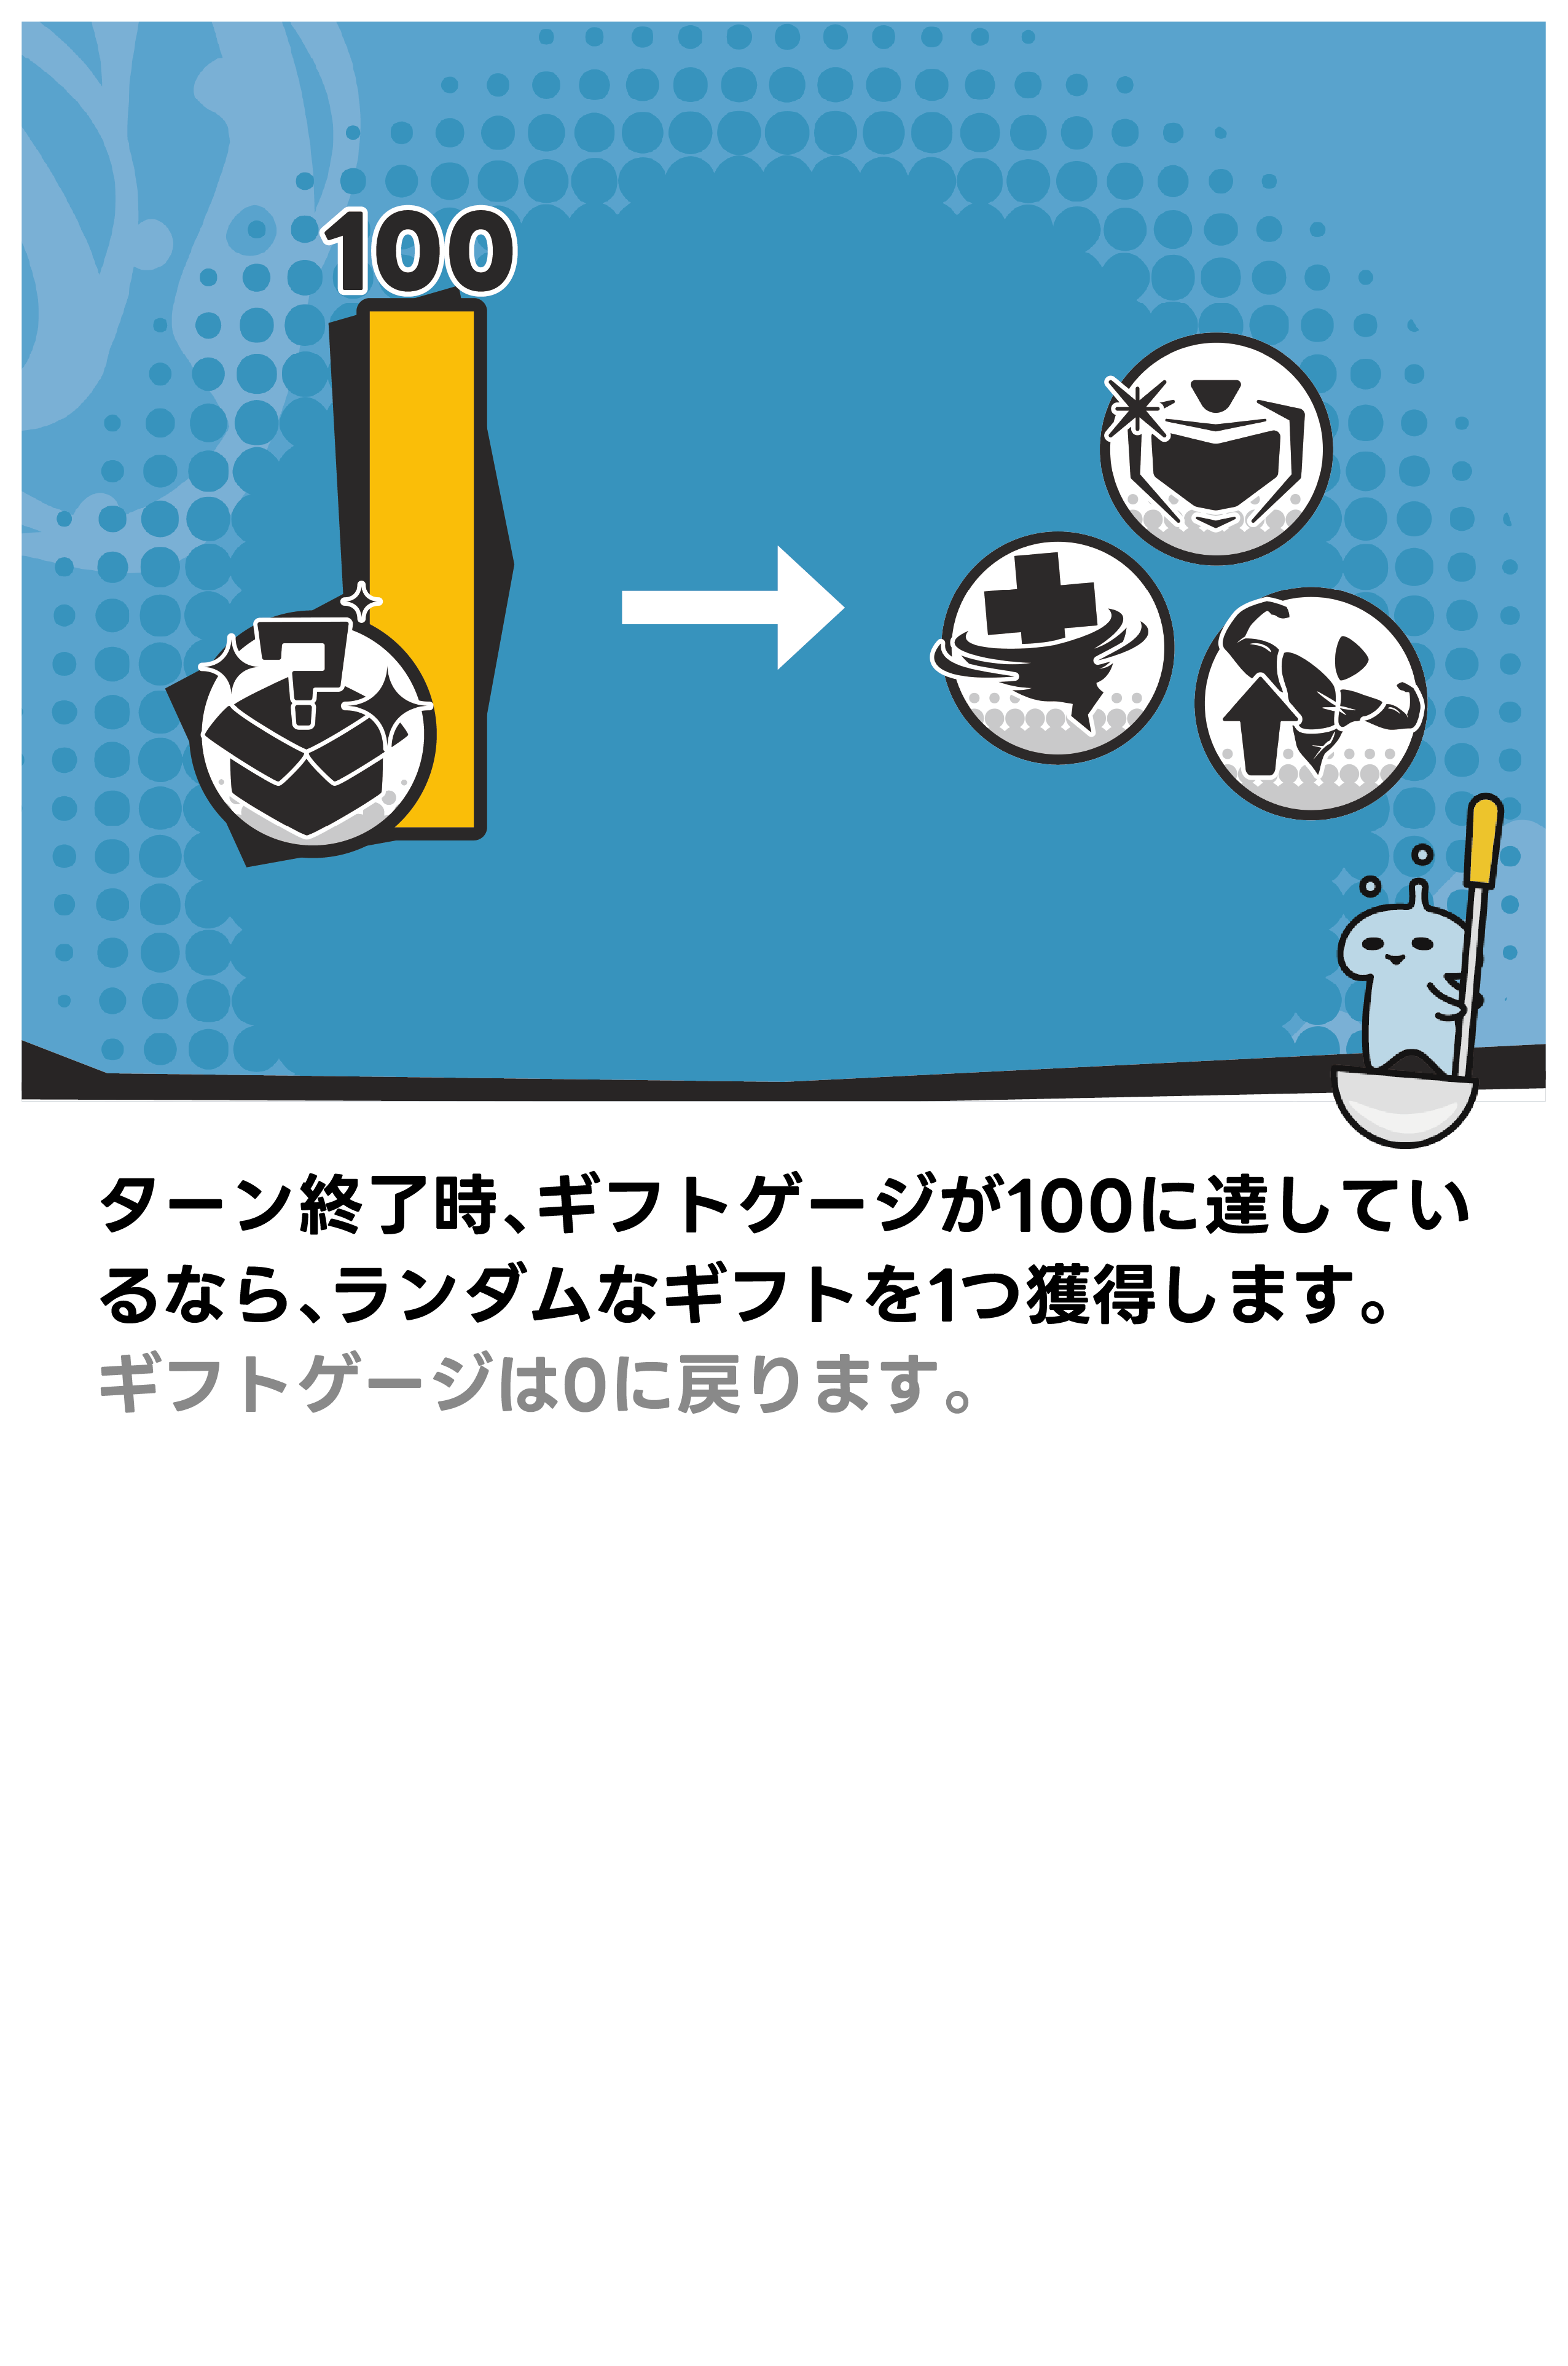 100
ターン終了時、ギフトゲージが100に達してい
るなら、ランダムなギフトを1つ獲得します。
ギフトゲージは0に戻ります。